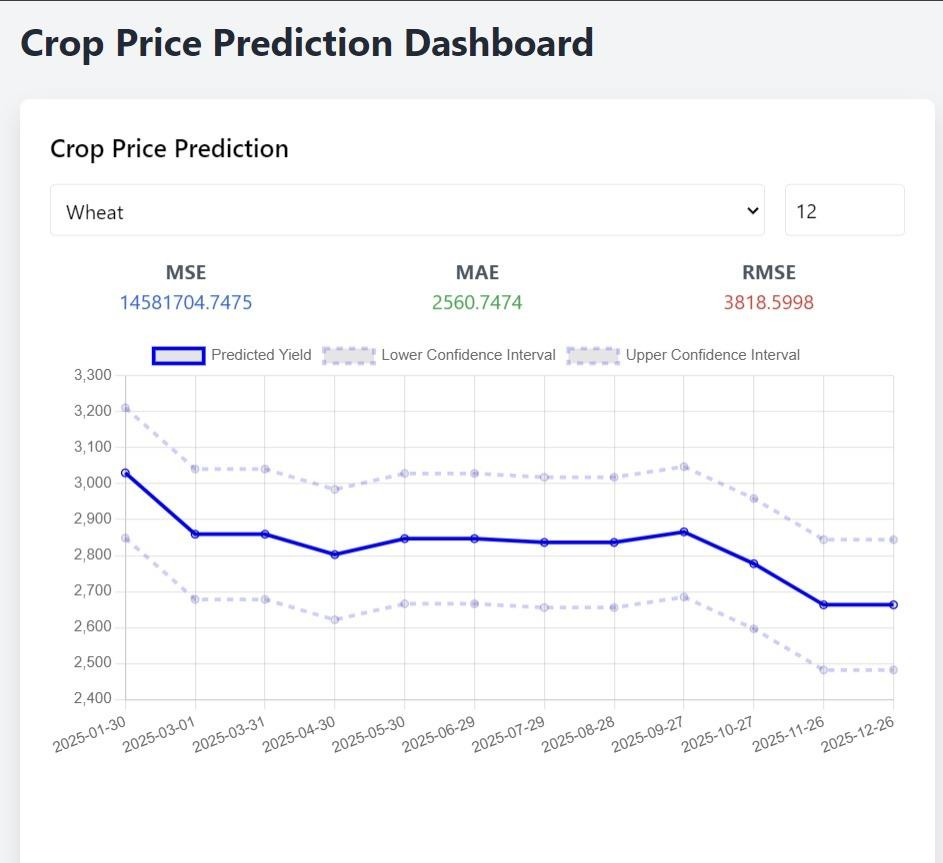 Crop Price Prediction Dashboard
Crop Price Prediction
Wheat 12
MSE MAE RMSE
14581704.7475 2560.7474 3818.5998
Predicted Yield Lower Confidence Interval Upper Confidence Interval
3,300
3,200
3,100
3,000
2,900
2,800
2,700
2,600
2,500
2,400
2025-01-30 2025-03-01 2025-03-31 2025-04-30 2025-05-30 2025-06-29 2025-07-29 2025-08-28 2025-09-27 2025-10-27 2025-11-26 2025-12-26